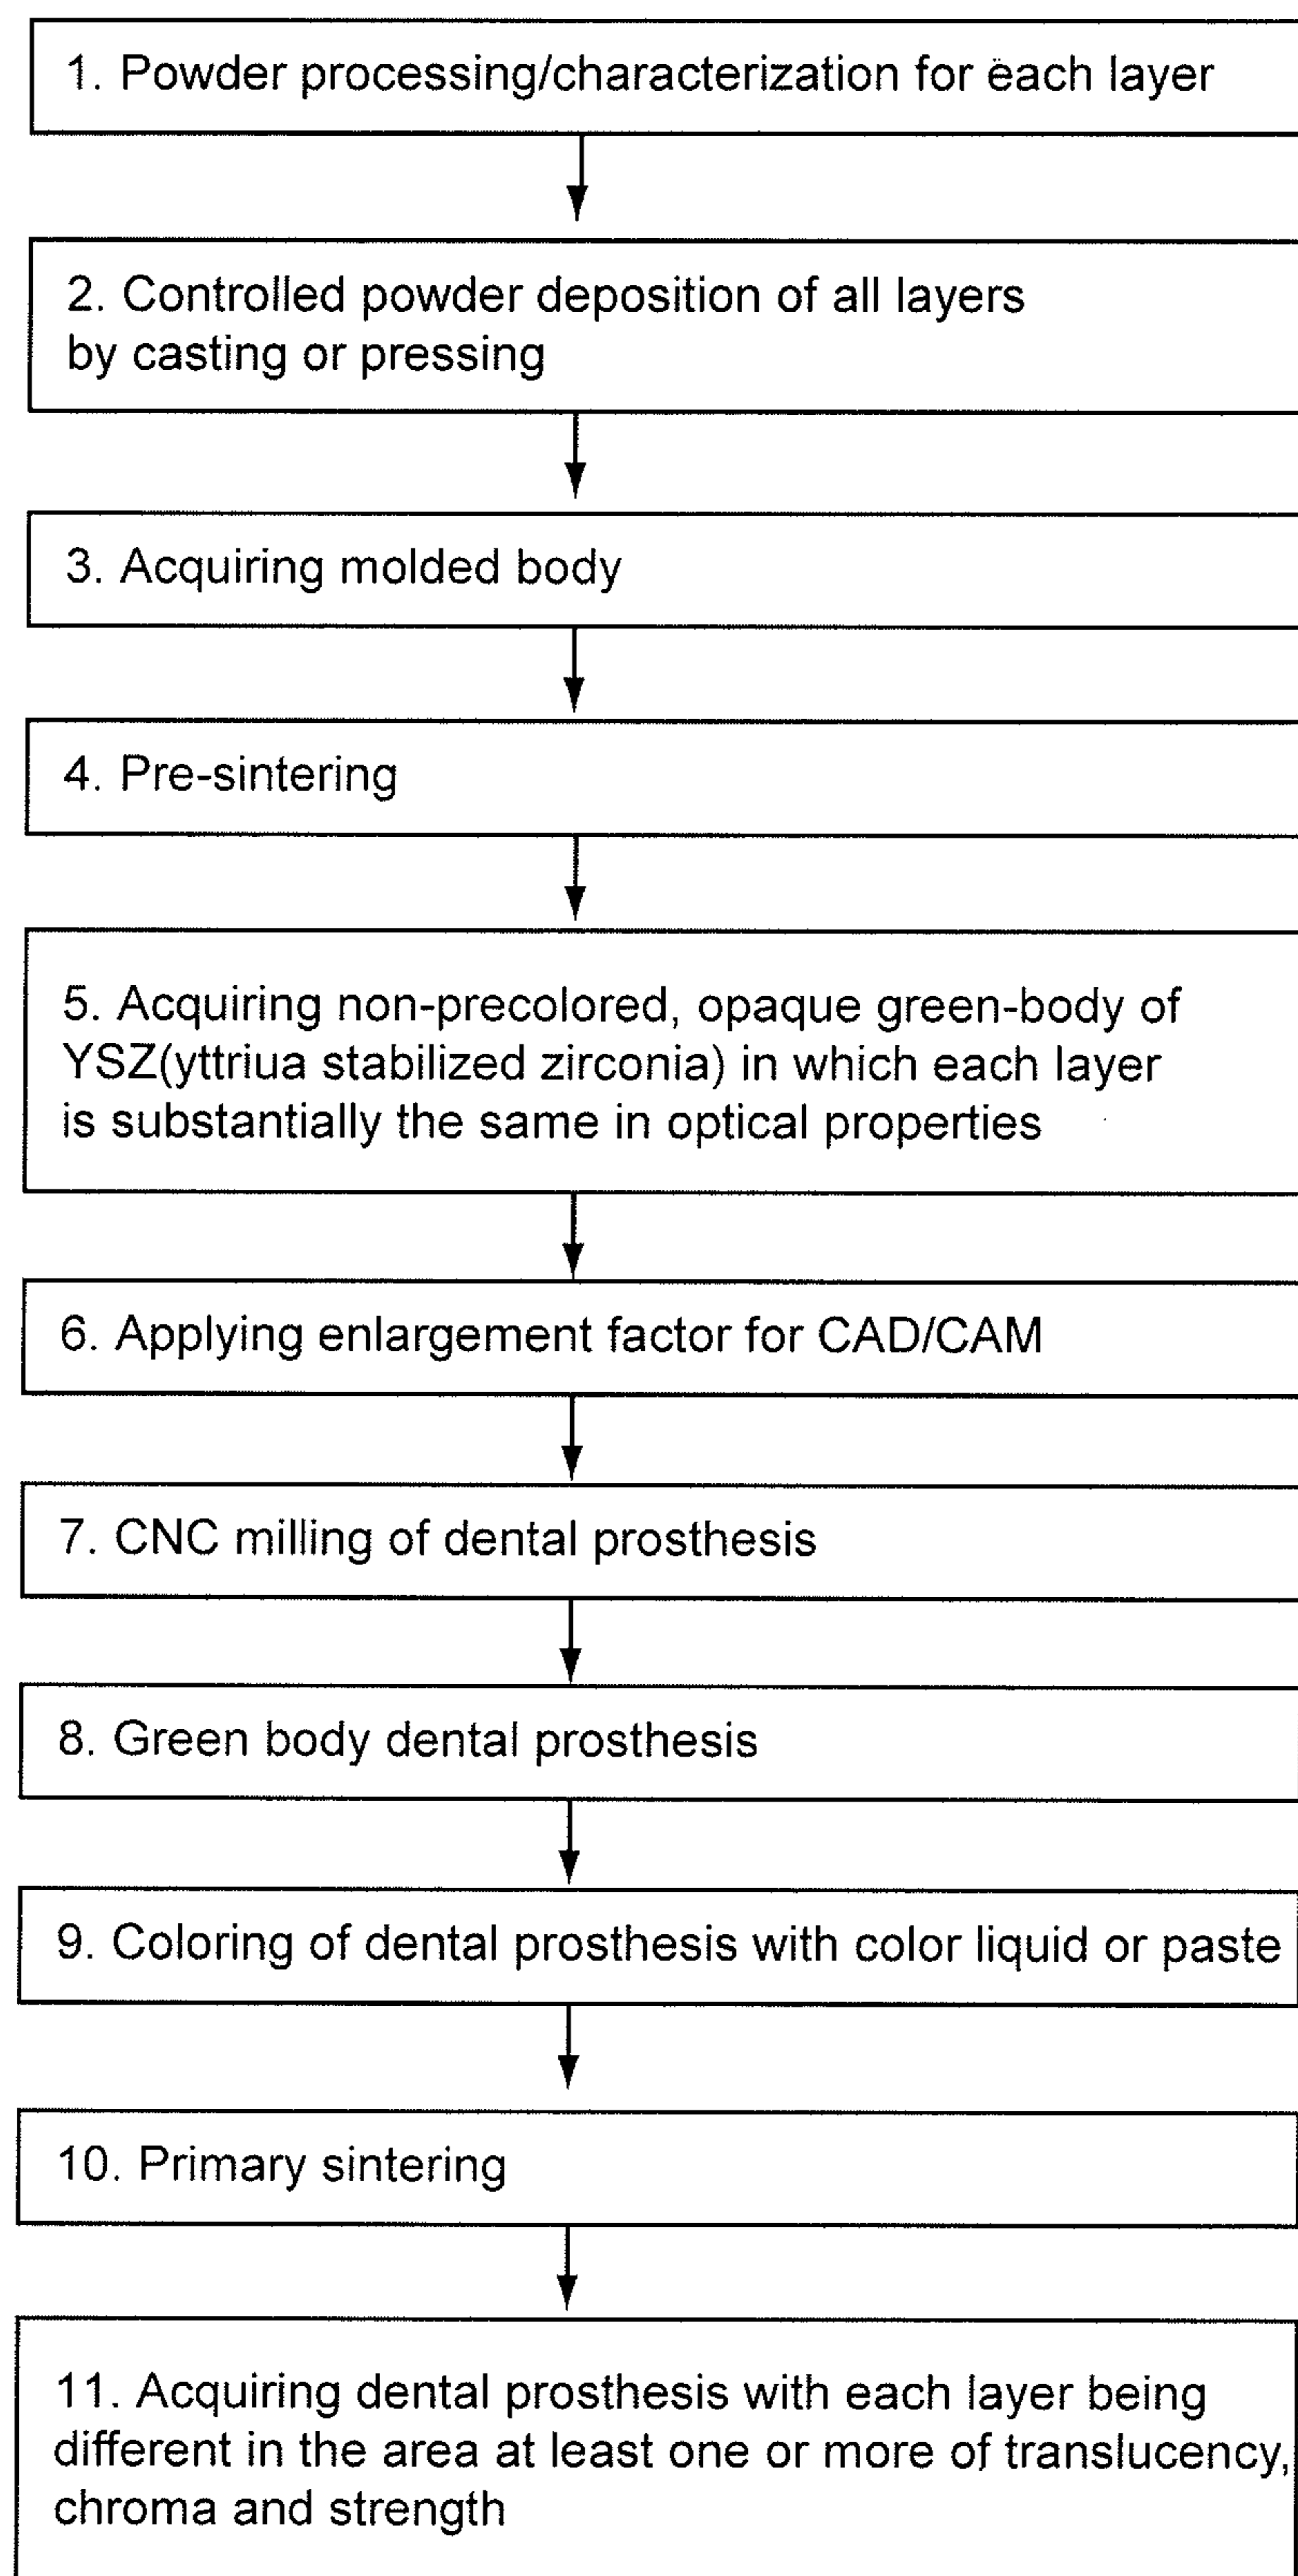 1. Powder processing/characterization for each layer
2. Controlled powder deposition of all layers
by casting or pressing
3. Acquiring molded body
4. Pre-sintering
5. Acquiring non-precolored, opaque green-body of
YSZ(yttriua stabilized zirconia) in which each layer
is substantially the same in optical properties
6. Applying enlargement factor for CAD/CAM
7. CNC milling of dental prosthesis
8. Green body dental prosthesis
9. Coloring of dental prosthesis with color liquid or paste
10. Primary sintering
11. Acquiring dental prosthesis with each layer being
different in the area at least one or more of translucency,
chroma and strength